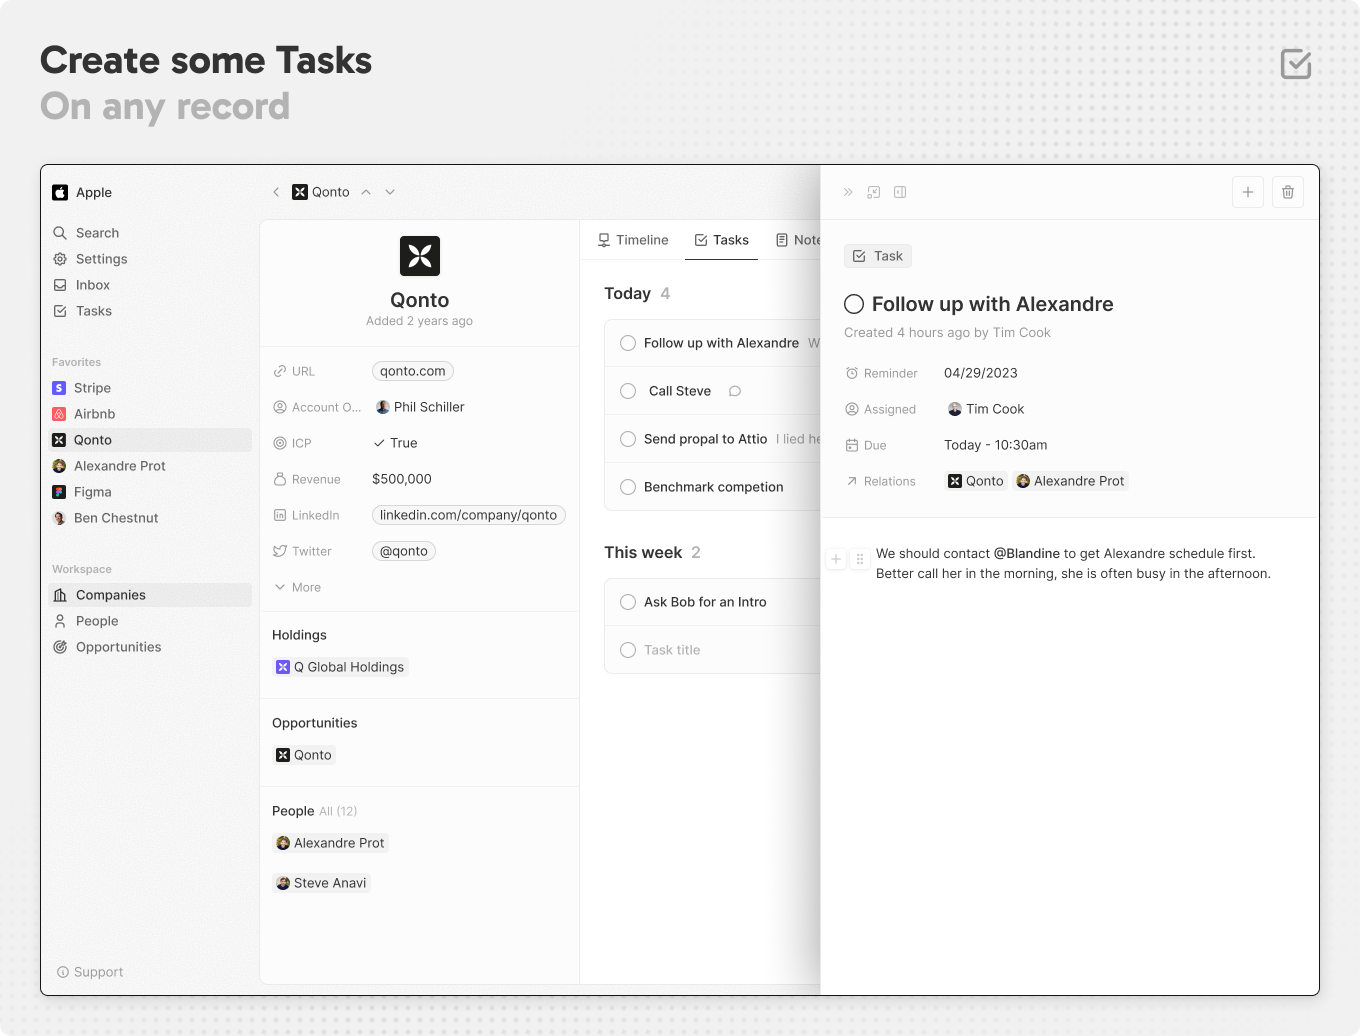 Create some Tasks
On any record
Apple
Search
Settings
Inbox
Tasks
Favorites
Stripe
Airbnb
Qonto
Alexandre Prot
Figma
Ben Chestnut
Workspace
Companies
People
Opportunities
Support
Qonto
Qonto
Added 2 years ago
URL qonto.com
Account O... Phil Schiller
ICP True
Revenue $500,000
LinkedIn linkedin.com/company/qonto
Twitter @qonto
More
Holdings
Q Global Holdings
Opportunities
Qonto
People All (12)
Alexandre Prot
Steve Anavi
Timeline Tasks Note
Today 4
Follow up with Alexandre W
Call Steve
Send propal to Attio I lied he
Benchmark competion
This week 2
Ask Bob for an Intro
Task title
Task
Follow up with Alexandre
Created 4 hours ago by Tim Cook
Reminder 04/29/2023
Assigned Tim Cook
Due Today - 10:30am
Relations Qonto Alexandre Prot
We should contact @Blandine to get Alexandre schedule first.
Better call her in the morning, she is often busy in the afternoon.